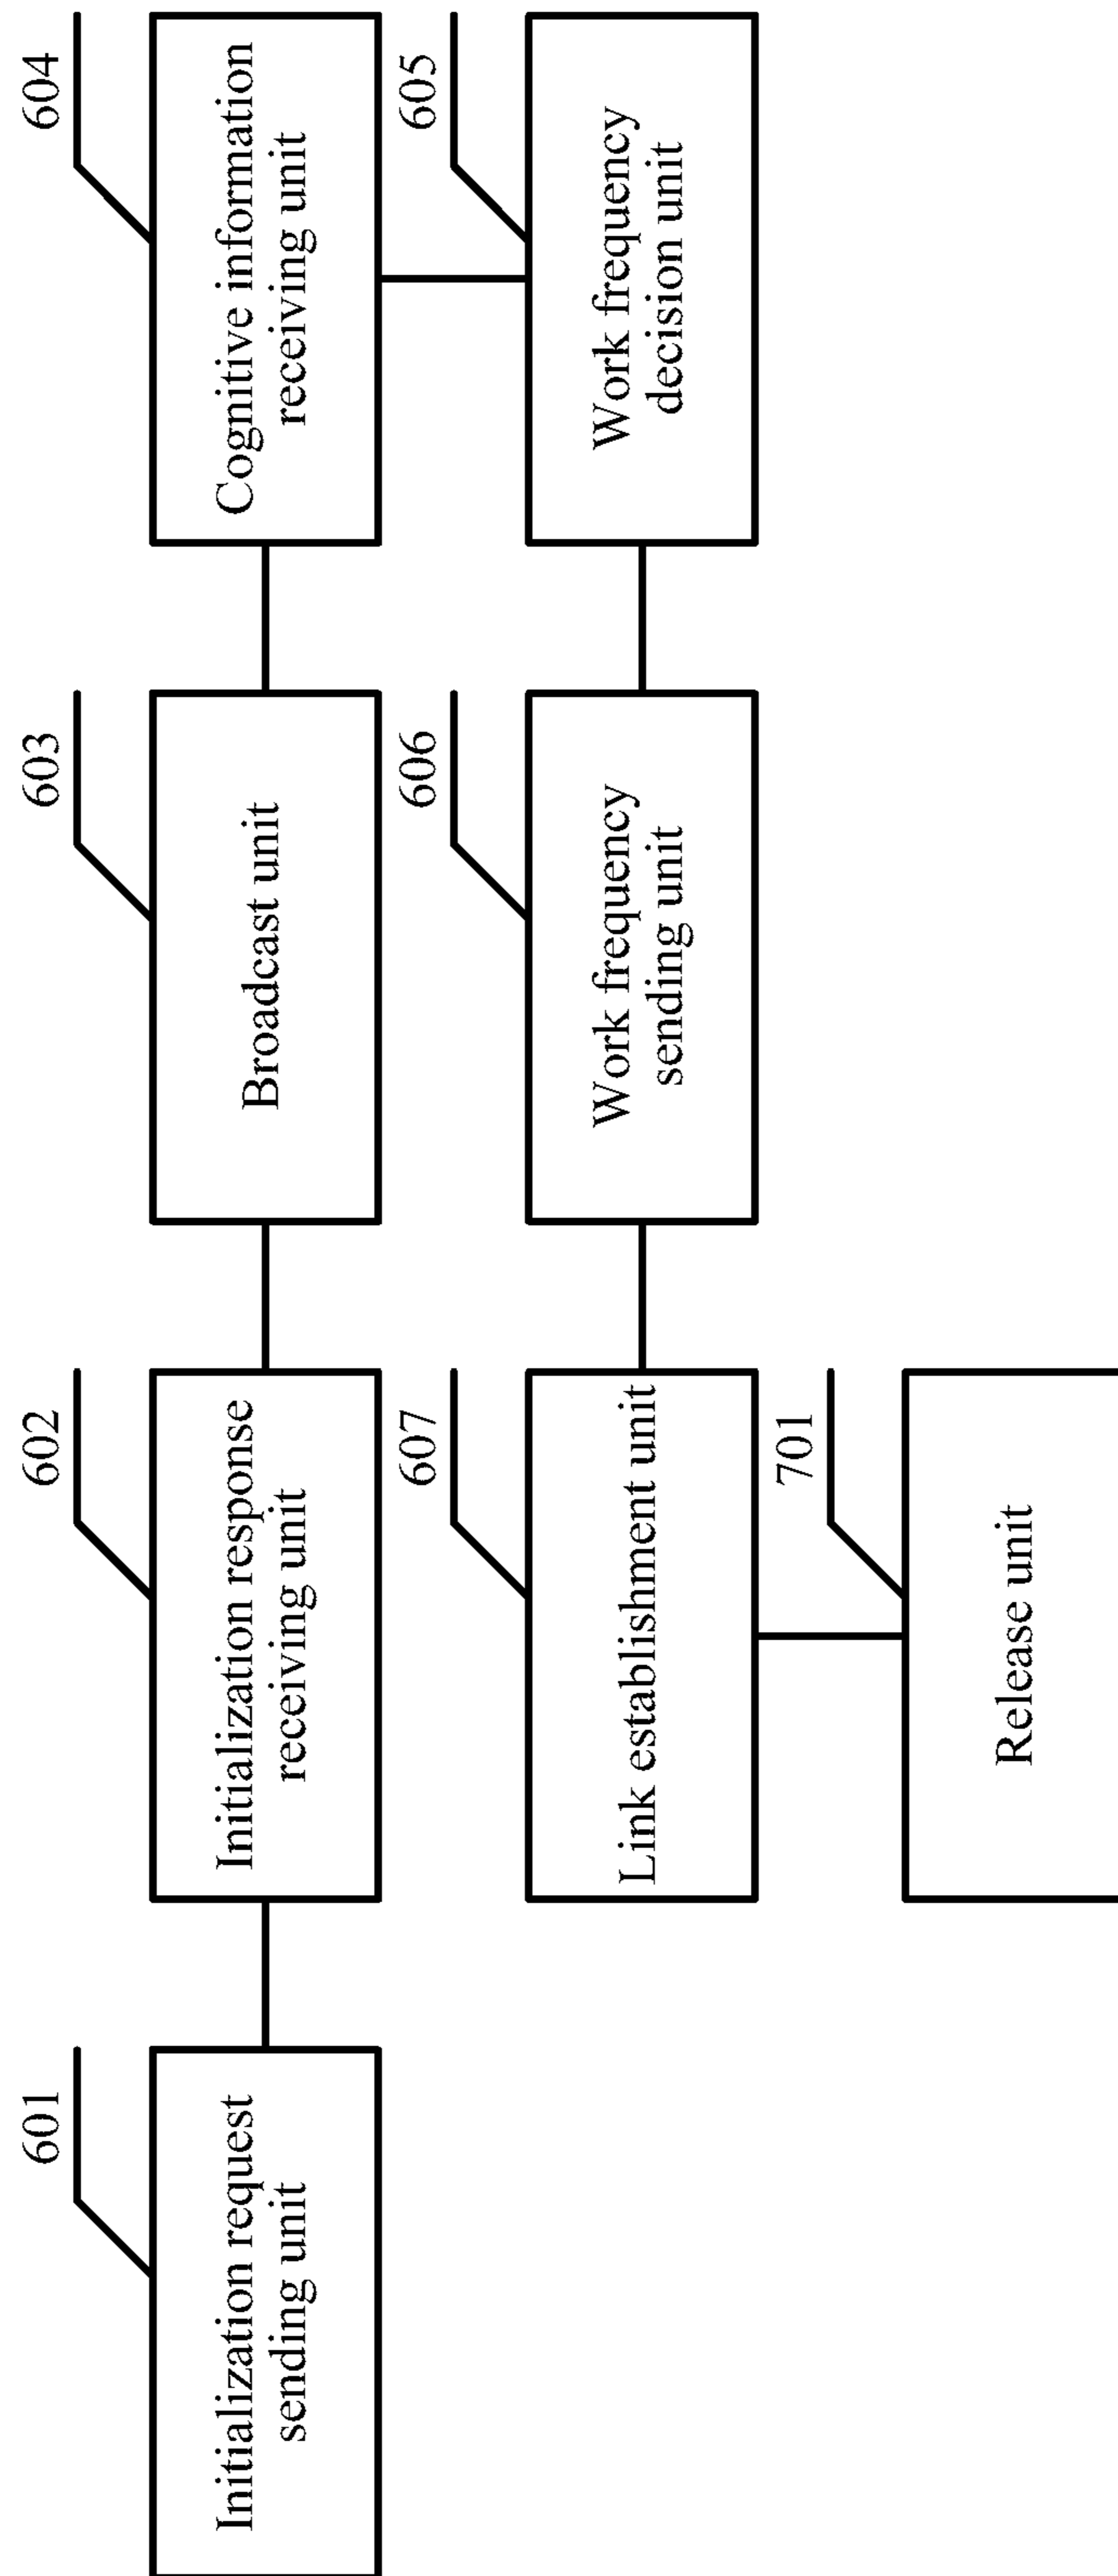 601
Initialization request
sending unit
602
Initialization response
receiving unit
603
Broadcast unit
604
Cognitive information
receiving unit
607
Link establishment unit
606
Work frequency
sending unit
605
Work frequency
decision unit
701
Release unit